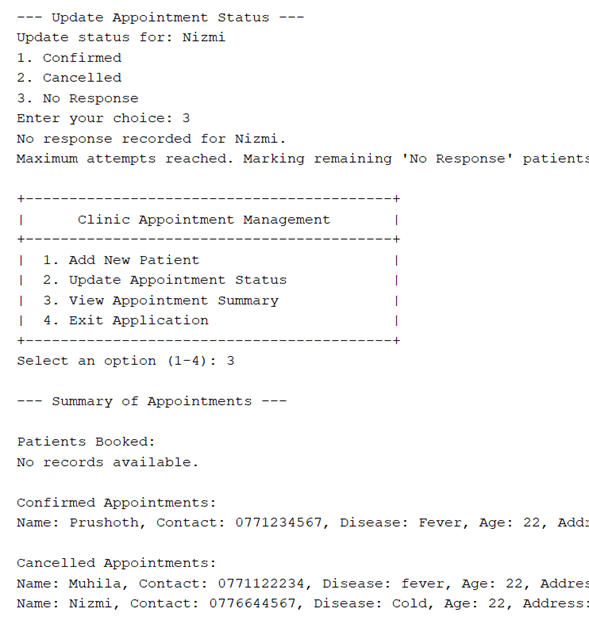 --- Update Appointment Status ---
Update status for: Nizmi
1. Confirmed
2. Cancelled
3. No Response
Enter your choice: 3
No response recorded for Nizmi.
Maximum attempts reached. Marking remaining 'No Response' patients
+-------------------------------------------+
|      Clinic Appointment Management       |
+-------------------------------------------+
|  1. Add New Patient                      |
|  2. Update Appointment Status            |
|  3. View Appointment Summary             |
|  4. Exit Application                     |
+-------------------------------------------+
Select an option (1-4): 3
--- Summary of Appointments ---
Patients Booked:
No records available.
Confirmed Appointments:
Name: Prushoth, Contact: 0771234567, Disease: Fever, Age: 22, Add
Cancelled Appointments:
Name: Muhila, Contact: 0771122234, Disease: fever, Age: 22, Addres
Name: Nizmi, Contact: 0776644567, Disease: Cold, Age: 22, Address: